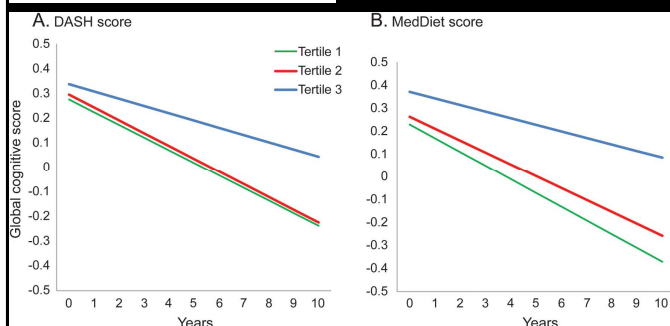 A. DASH score
Tertile 1
Tertile 2
Tertile 3
Global cognitive score
0.5
0.4
0.3
0.2
0.1
0
-0.1
-0.2
-0.3
-0.4
-0.5
0 1 2 3 4 5 6 7 8 9 10
Years
B. MedDiet score
0.5
0.4
0.3
0.2
0.1
0
-0.1
-0.2
-0.3
-0.4
-0.5
0 1 2 3 4 5 6 7 8 9 10
Years